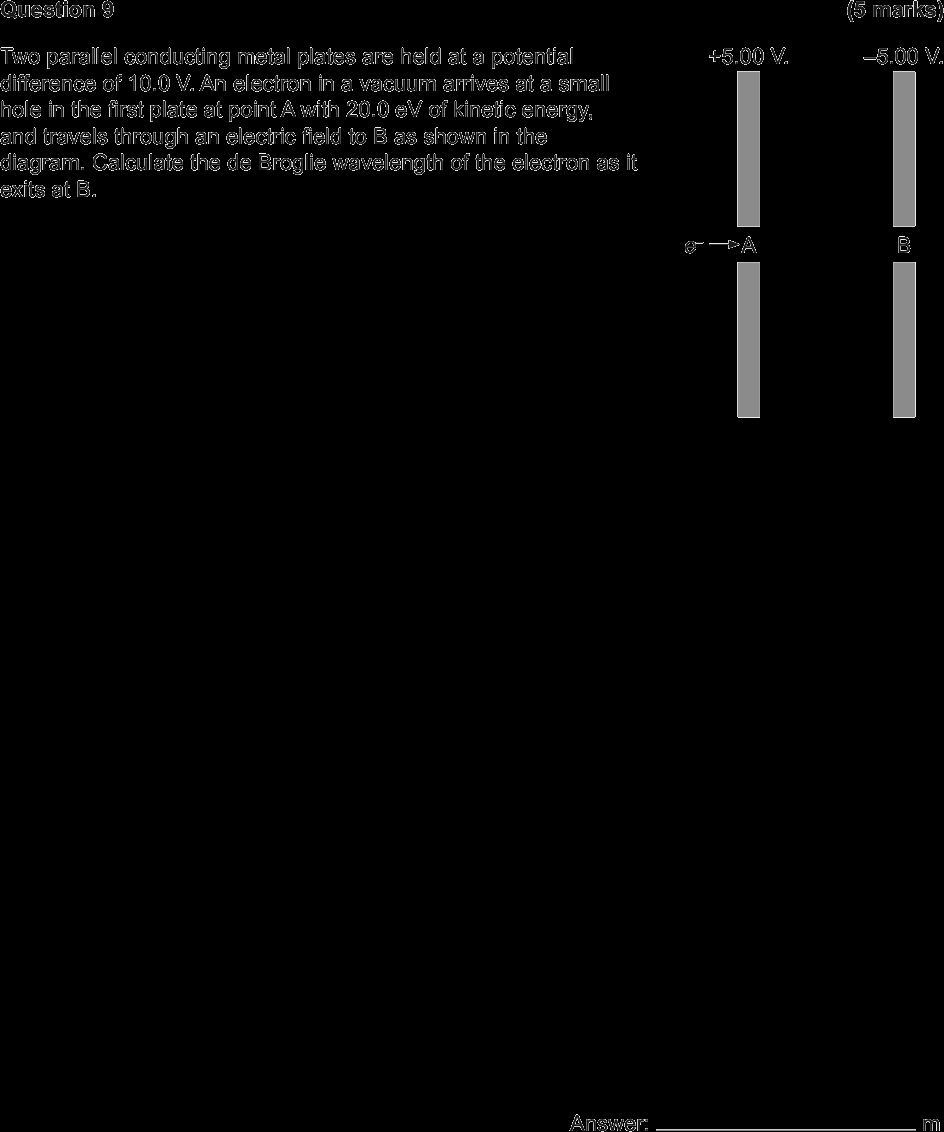 Question 9 (5 marks)
Two parallel conducting metal plates are held at a potential
difference of 10.0 V. An electron in a vacuum arrives at a small
hole in the first plate at point A with 20.0 eV of kinetic energy,
and travels through an electric field to B as shown in the
diagram. Calculate the de Broglie wavelength of the electron as it
exits at B.
+5.00 V. –5.00 V.
e⁻ A B
Answer: ____________________ m